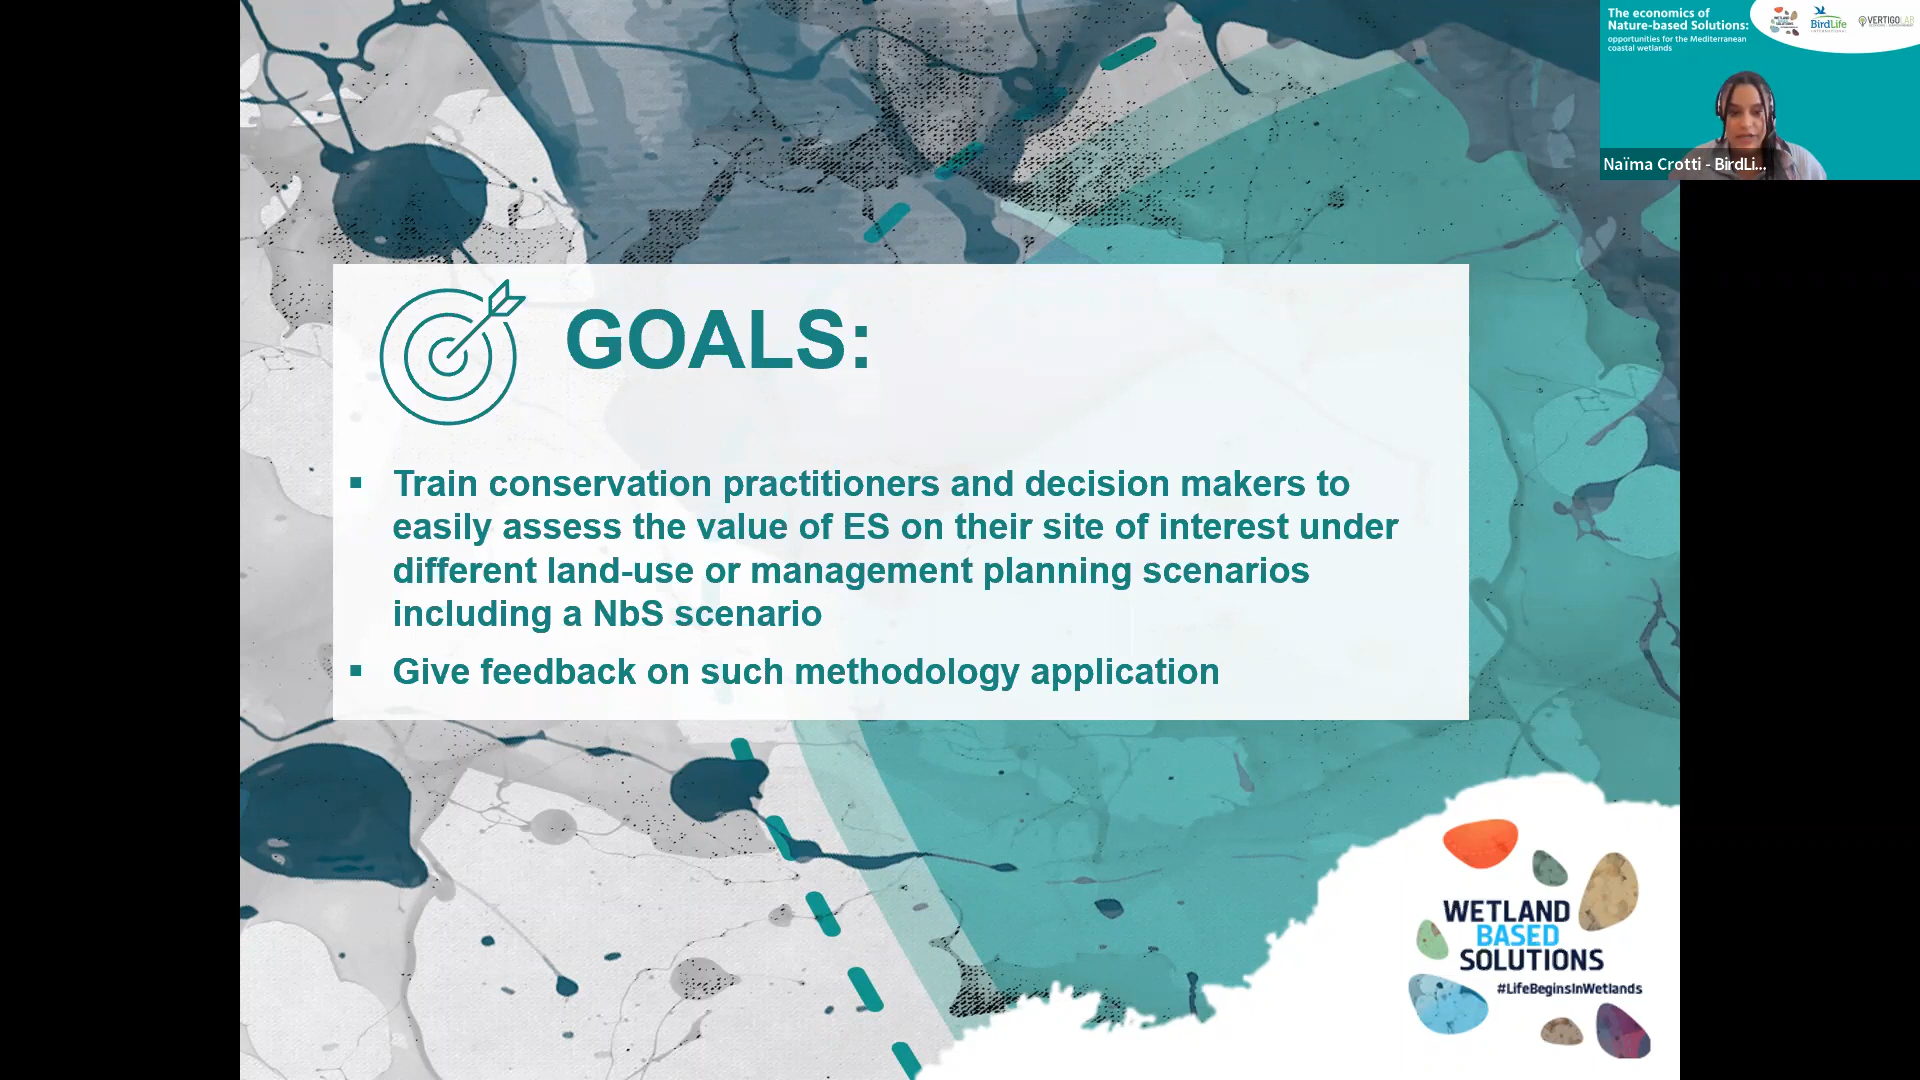 The economics of
Nature-based Solutions:
opportunities for the Mediterranean
coastal wetlands
BirdLife
INTERNATIONAL
VERTIGOLAB
Naïma Crotti - BirdLi...
GOALS:
▪ Train conservation practitioners and decision makers to
easily assess the value of ES on their site of interest under
different land-use or management planning scenarios
including a NbS scenario
▪ Give feedback on such methodology application
WETLAND
BASED
SOLUTIONS
#LifeBeginsInWetlands